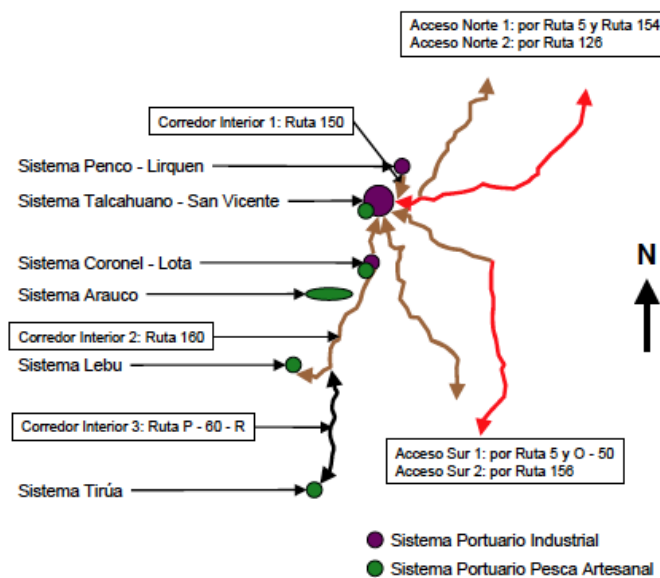 Acceso Norte 1: por Ruta 5 y Ruta 154
Acceso Norte 2: por Ruta 126
Corredor Interior 1: Ruta 150
Sistema Penco - Lirquen
Sistema Talcahuano - San Vicente
Sistema Coronel - Lota
N
Sistema Arauco
Corredor Interior 2: Ruta 160
Sistema Lebu
Corredor Interior 3: Ruta P - 60 - R
Acceso Sur 1: por Ruta 5 y O - 50
Acceso Sur 2: por Ruta 156
Sistema Tirúa
Sistema Portuario Industrial
Sistema Portuario Pesca Artesanal